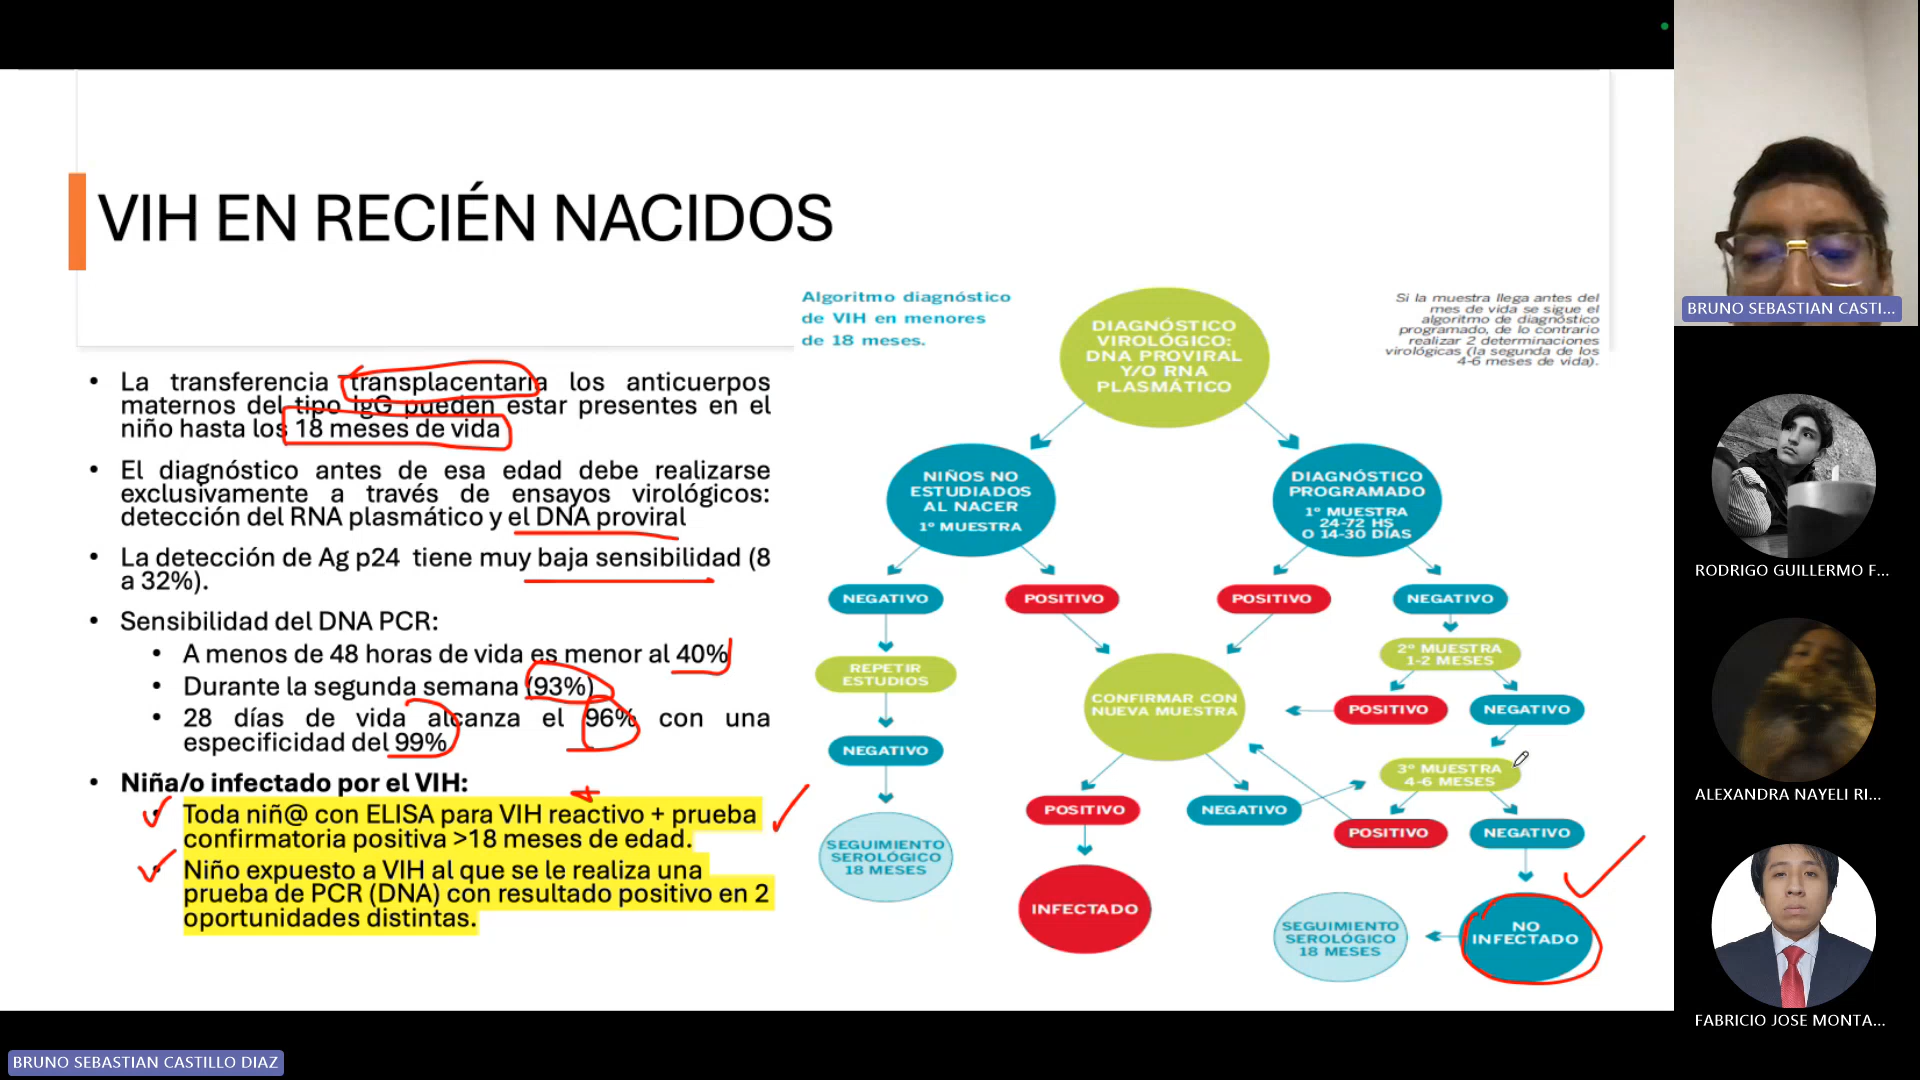 VIH EN RECIÉN NACIDOS
• La transferencia transplacentaria los anticuerpos
maternos del tipo IgG pueden estar presentes en el
niño hasta los 18 meses de vida
• El diagnóstico antes de esa edad debe realizarse
exclusivamente a través de ensayos virológicos:
detección del RNA plasmático y el DNA proviral
• La detección de Ag p24 tiene muy baja sensibilidad (8
a 32%).
• Sensibilidad del DNA PCR:
• A menos de 48 horas de vida es menor al 40%
• Durante la segunda semana (93%)
• 28 días de vida alcanza el 96% con una
especificidad del 99%
• Niña/o infectado por el VIH:
• Toda niñ@ con ELISA para VIH reactivo + prueba
confirmatoria positiva >18 meses de edad.
• Niño expuesto a VIH al que se le realiza una
prueba de PCR (DNA) con resultado positivo en 2
oportunidades distintas.
Algoritmo diagnóstico
de VIH en menores
de 18 meses.
Si la muestra llega antes del
mes de vida se sigue el
algoritmo de diagnóstico
programado, de lo contrario
realizar 2 determinaciones
virológicas (la segunda de los
4-6 meses de vida).
DIAGNÓSTICO
VIROLÓGICO:
DNA PROVIRAL
Y/O RNA
PLASMÁTICO
NIÑOS NO
ESTUDIADOS
AL NACER
1º MUESTRA
DIAGNÓSTICO
PROGRAMADO
1º MUESTRA
24-72 HS
O 14-30 DÍAS
NEGATIVO
POSITIVO
POSITIVO
NEGATIVO
REPETIR
ESTUDIOS
CONFIRMAR CON
NUEVA MUESTRA
2º MUESTRA
1-2 MESES
POSITIVO
NEGATIVO
NEGATIVO
3º MUESTRA
4-6 MESES
POSITIVO
NEGATIVO
POSITIVO
NEGATIVO
SEGUIMIENTO
SEROLÓGICO
18 MESES
INFECTADO
SEGUIMIENTO
SEROLÓGICO
18 MESES
NO
INFECTADO
BRUNO SEBASTIAN CASTI...
RODRIGO GUILLERMO F...
ALEXANDRA NAYELI RI...
FABRICIO JOSE MONTA...
BRUNO SEBASTIAN CASTILLO DIAZ